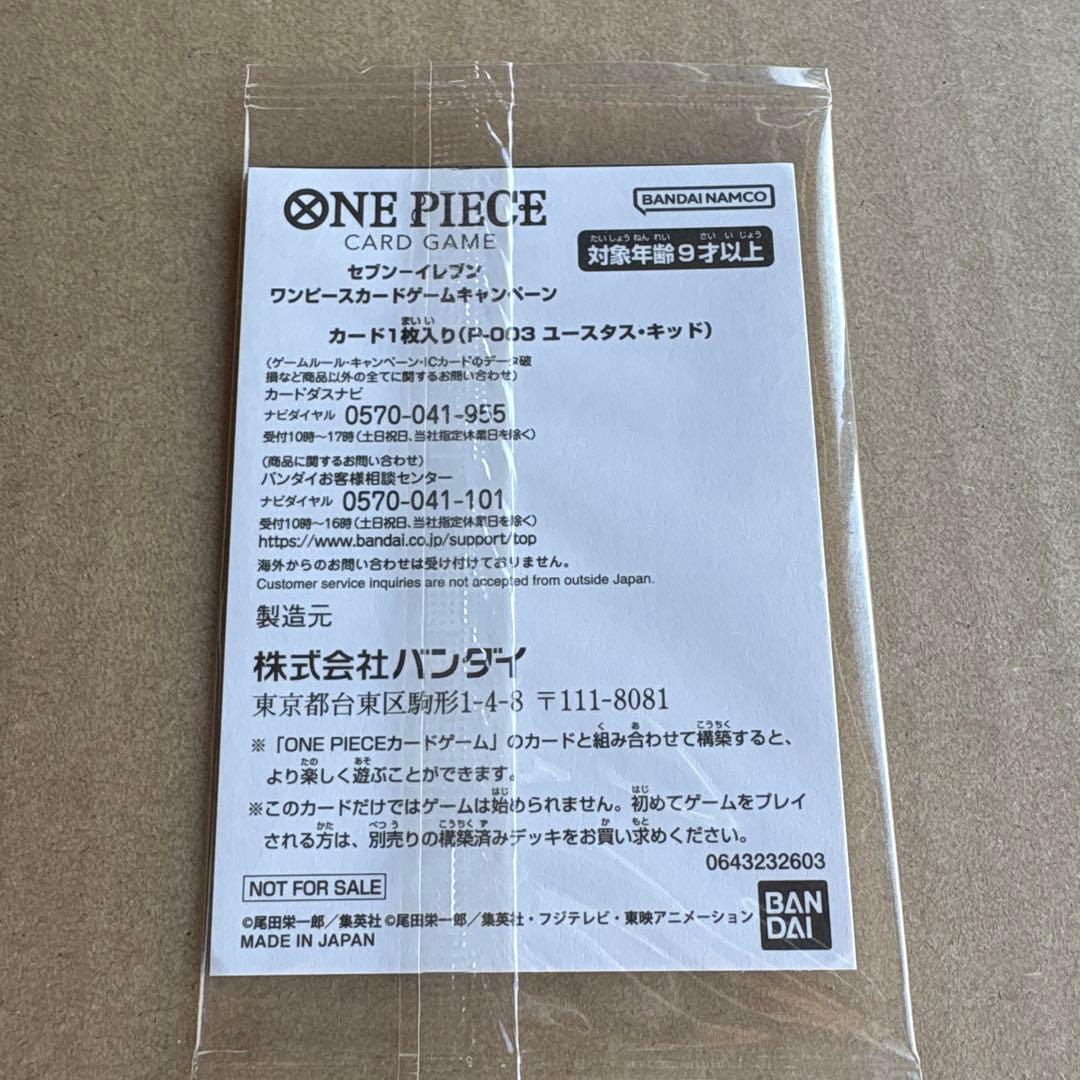 ONE PIECE
CARD GAME
BANDAI NAMCO
たいしょうねんれい さいいじょう
対象年齢9才以上
セブン-イレブン
ワンピースカードゲームキャンペーン
まいい
カード1枚入り(P-003 ユースタス・キッド)
(ゲームルール・キャンペーン・ICカードのデータ破
損など商品以外の全てに関するお問い合わせ)
カードダスナビ
ナビダイヤル 0570-041-955
受付10時〜17時(土日祝日、当社指定休業日を除く)
(商品に関するお問い合わせ)
バンダイお客様相談センター
ナビダイヤル 0570-041-101
受付10時〜16時(土日祝日、当社指定休業日を除く)
https://www.bandai.co.jp/support/top
海外からのお問い合わせは受け付けておりません。
Customer service inquiries are not accepted from outside Japan.
製造元
株式会社バンダイ
東京都台東区駒形1-4-8 〒111-8081
く あ こうちく
※「ONE PIECEカードゲーム」のカードと組み合わせて構築すると、
たの あそ
より楽しく遊ぶことができます。
はじ はじ
※このカードだけではゲームは始められません。初めてゲームをプレイ
かた べつう こうちくず か もと
される方は、別売りの構築済みデッキをお買い求めください。
0643232603
NOT FOR SALE
©尾田栄一郎/集英社 ©尾田栄一郎/集英社・フジテレビ・東映アニメーション
MADE IN JAPAN
BAN
DAI